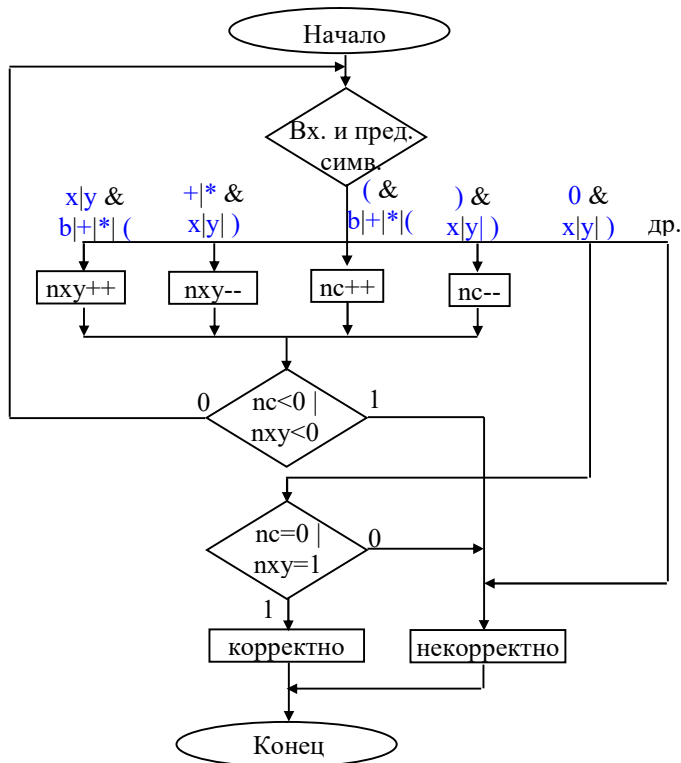 Начало
Вх. и пред.
симв.
x|y &
b|+|*| (
+|* &
x|y| )
( &
b|+|*|(
) &
x|y| )
0 &
x|y| )
др.
nxy++
nxy--
nc++
nc--
0
nc<0 |
nxy<0
1
nc=0 |
nxy=1
0
1
корректно
некорректно
Конец